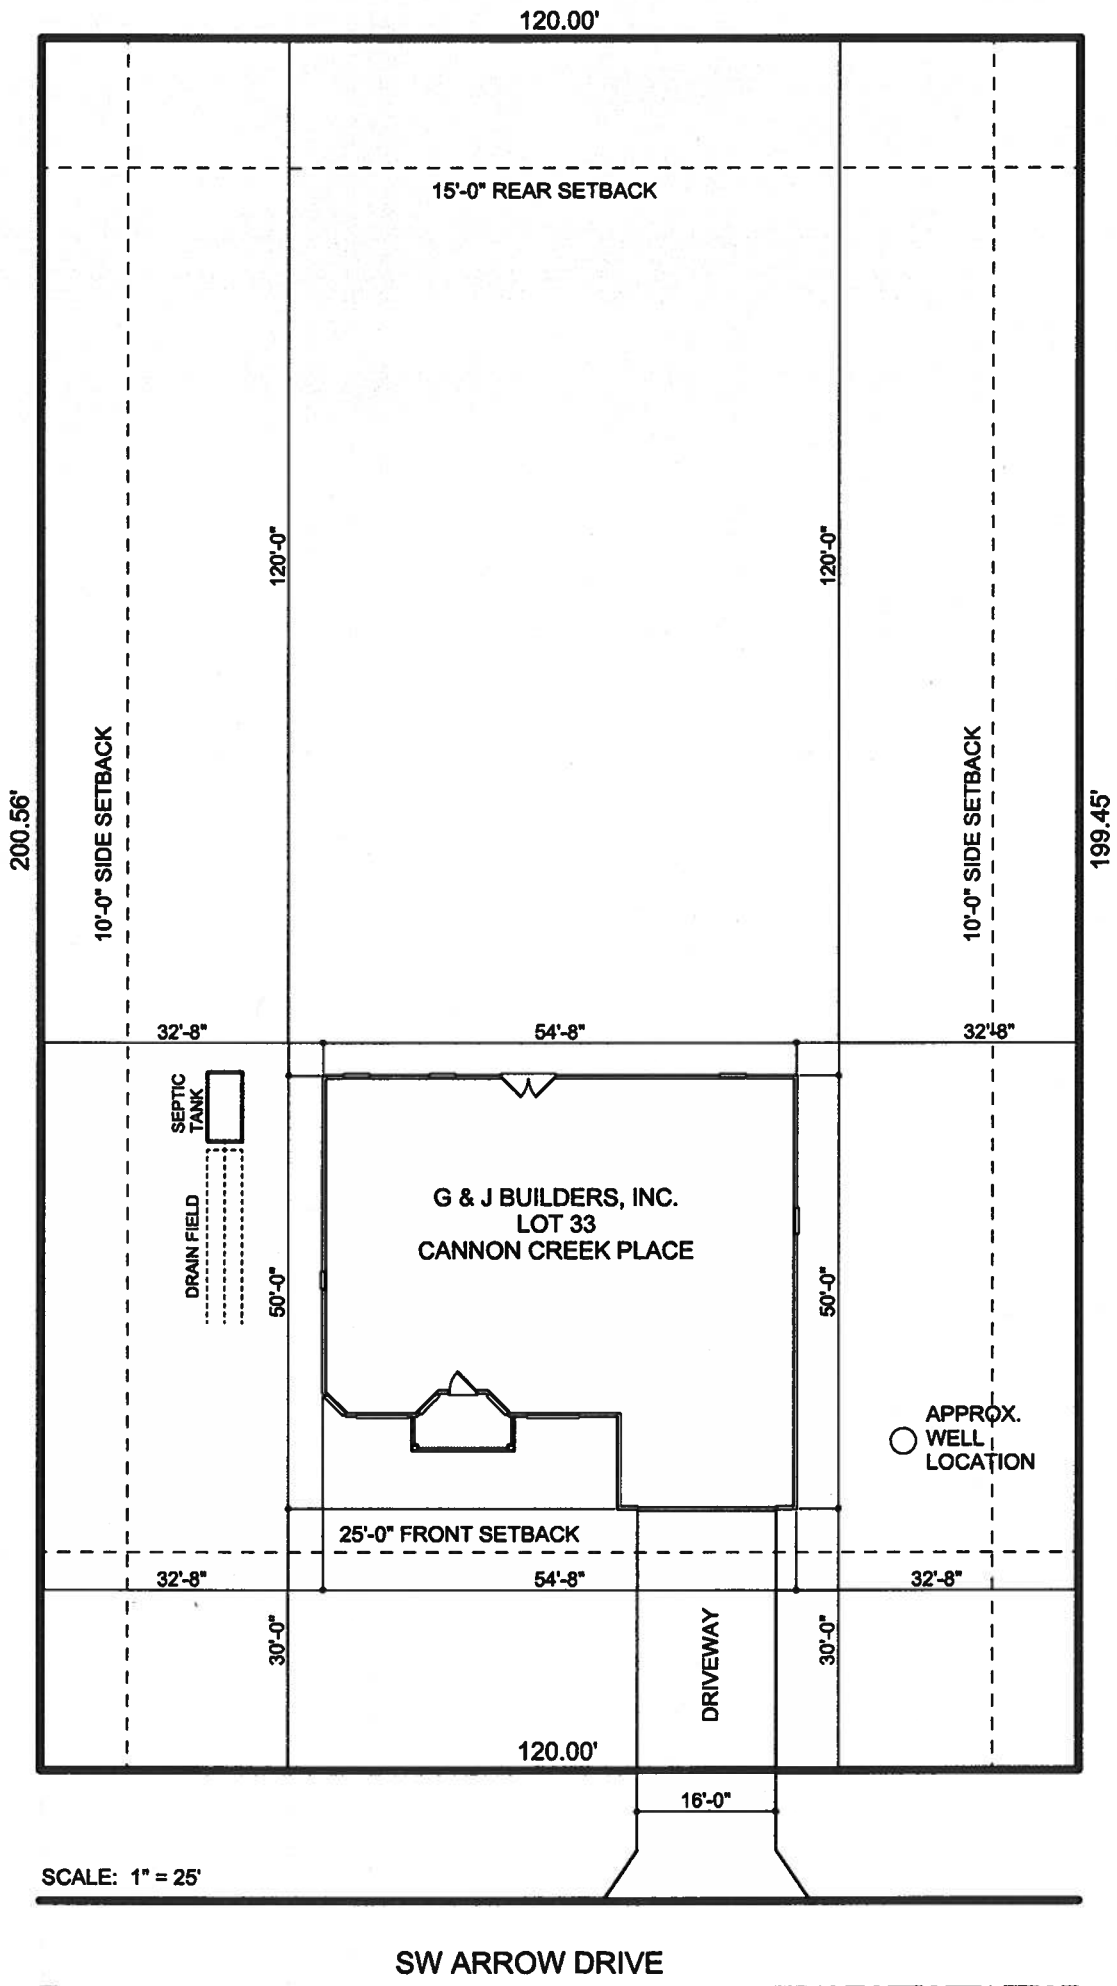 120.00'
15'-0" REAR SETBACK
120'-0"
120'-0"
10'-0" SIDE SETBACK
10'-0" SIDE SETBACK
200.56'
199.45'
32'-8"
54'-8"
32'-8"
SEPTIC
TANK
DRAIN FIELD
G & J BUILDERS, INC.
LOT 33
CANNON CREEK PLACE
50'-0"
50'-0"
APPROX.
WELL
LOCATION
25'-0" FRONT SETBACK
32'-8"
54'-8"
32'-8"
30'-0"
DRIVEWAY
30'-0"
120.00'
16'-0"
SCALE: 1" = 25'
SW ARROW DRIVE